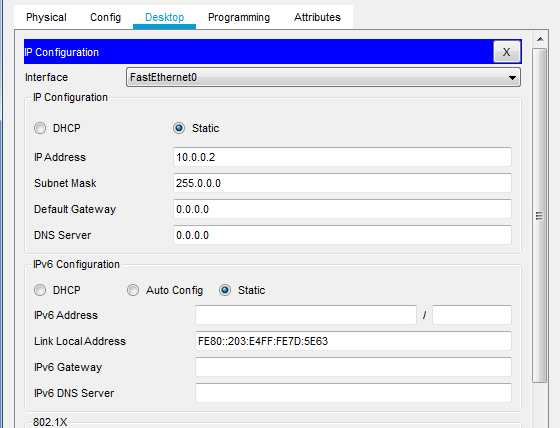 Physical Config Desktop Programming Attributes
IP Configuration X
Interface FastEthernet0
IP Configuration
DHCP Static
IP Address 10.0.0.2
Subnet Mask 255.0.0.0
Default Gateway 0.0.0.0
DNS Server 0.0.0.0
IPv6 Configuration
DHCP Auto Config Static
IPv6 Address /
Link Local Address FE80::203:E4FF:FE7D:5E63
IPv6 Gateway
IPv6 DNS Server
802.1X